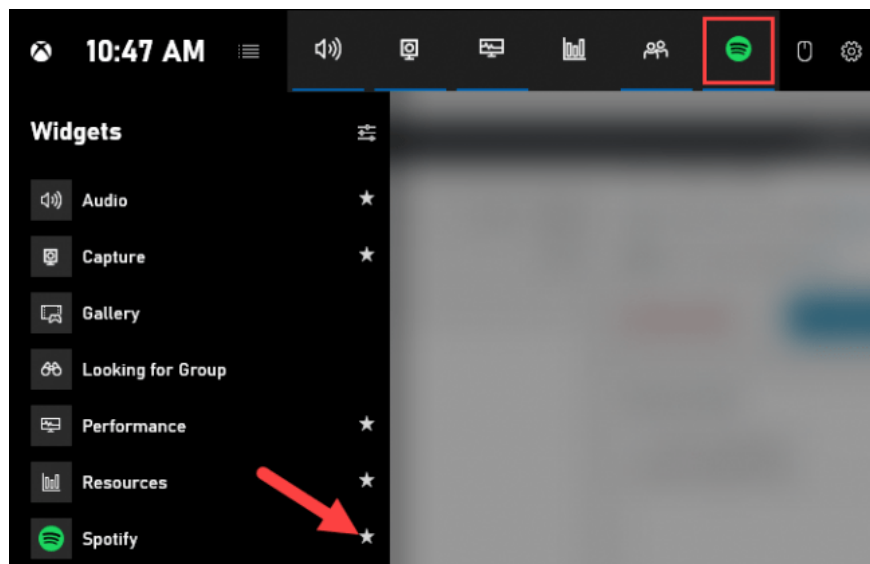 10:47 AM
Widgets
Audio
Capture
Gallery
Looking for Group
Performance
Resources
Spotify